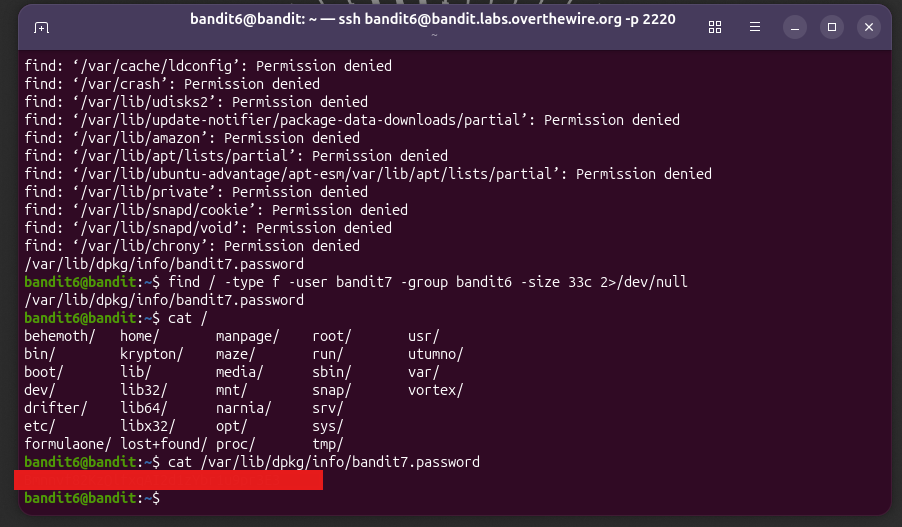 bandit6@bandit: ~ — ssh bandit6@bandit.labs.overthewire.org -p 2220
~
find: ‘/var/cache/ldconfig’: Permission denied
find: ‘/var/crash’: Permission denied
find: ‘/var/lib/udisks2’: Permission denied
find: ‘/var/lib/update-notifier/package-data-downloads/partial’: Permission denied
find: ‘/var/lib/amazon’: Permission denied
find: ‘/var/lib/apt/lists/partial’: Permission denied
find: ‘/var/lib/ubuntu-advantage/apt-esm/var/lib/apt/lists/partial’: Permission denied
find: ‘/var/lib/private’: Permission denied
find: ‘/var/lib/snapd/cookie’: Permission denied
find: ‘/var/lib/snapd/void’: Permission denied
find: ‘/var/lib/chrony’: Permission denied
/var/lib/dpkg/info/bandit7.password
bandit6@bandit:~$ find / -type f -user bandit7 -group bandit6 -size 33c 2>/dev/null
/var/lib/dpkg/info/bandit7.password
bandit6@bandit:~$ cat /
behemoth/ home/ manpage/ root/ usr/
bin/ krypton/ maze/ run/ utumno/
boot/ lib/ media/ sbin/ var/
dev/ lib32/ mnt/ snap/ vortex/
drifter/ lib64/ narnia/ srv/
etc/ libx32/ opt/ sys/
formulaone/ lost+found/ proc/ tmp/
bandit6@bandit:~$ cat /var/lib/dpkg/info/bandit7.password
bandit6@bandit:~$